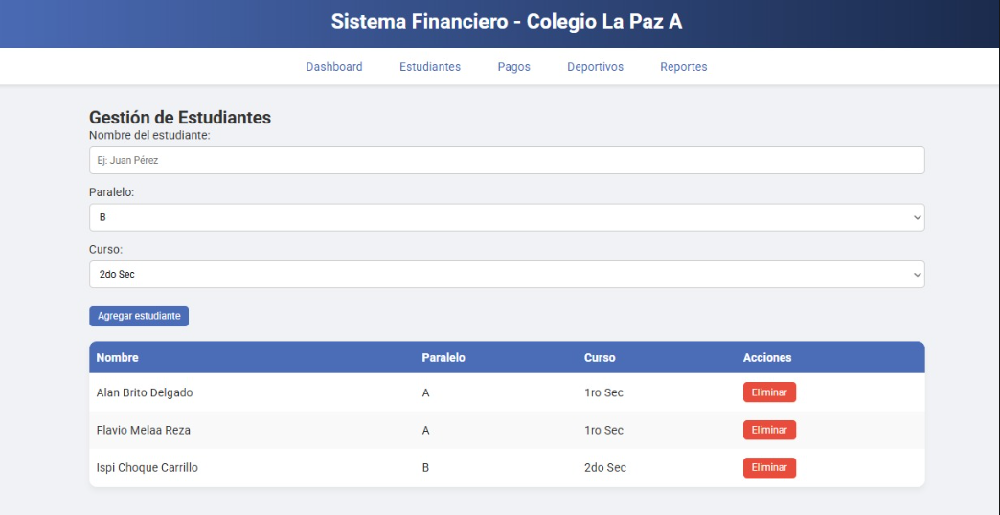 Sistema Financiero - Colegio La Paz A
Dashboard Estudiantes Pagos Deportivos Reportes
Gestión de Estudiantes
Nombre del estudiante:
Ej: Juan Pérez
Paralelo:
B
Curso:
2do Sec
Agregar estudiante
Nombre Paralelo Curso Acciones
Alan Brito Delgado A 1ro Sec Eliminar
Flavio Melaa Reza A 1ro Sec Eliminar
Ispi Choque Carrillo B 2do Sec Eliminar